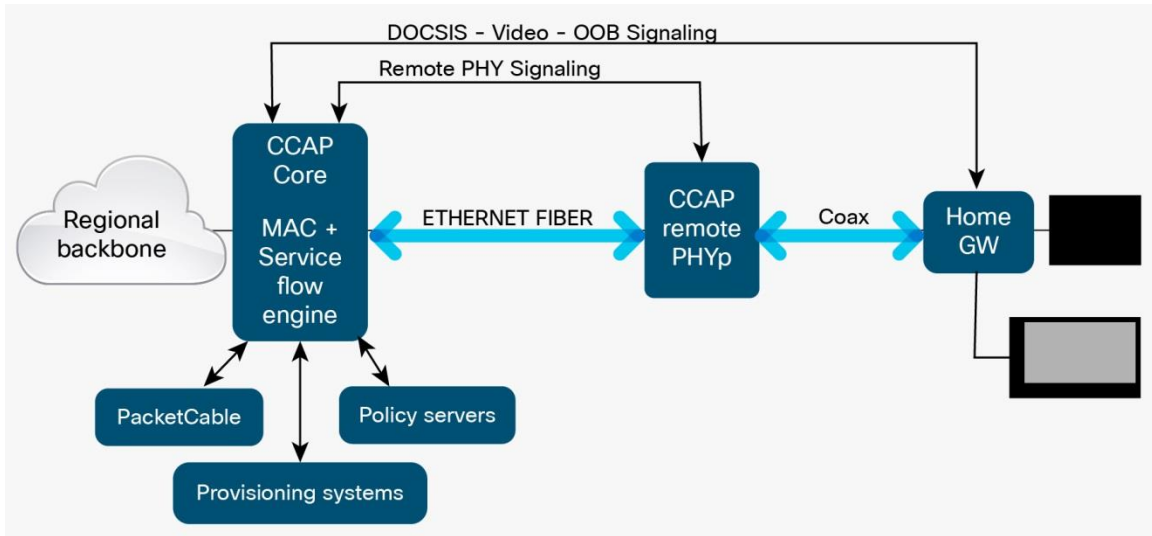 DOCSIS - Video - OOB Signaling
Remote PHY Signaling
Regional
backbone
CCAP
Core
MAC +
Service
flow
engine
ETHERNET FIBER
CCAP
remote
PHYp
Coax
Home
GW
PacketCable
Policy servers
Provisioning systems